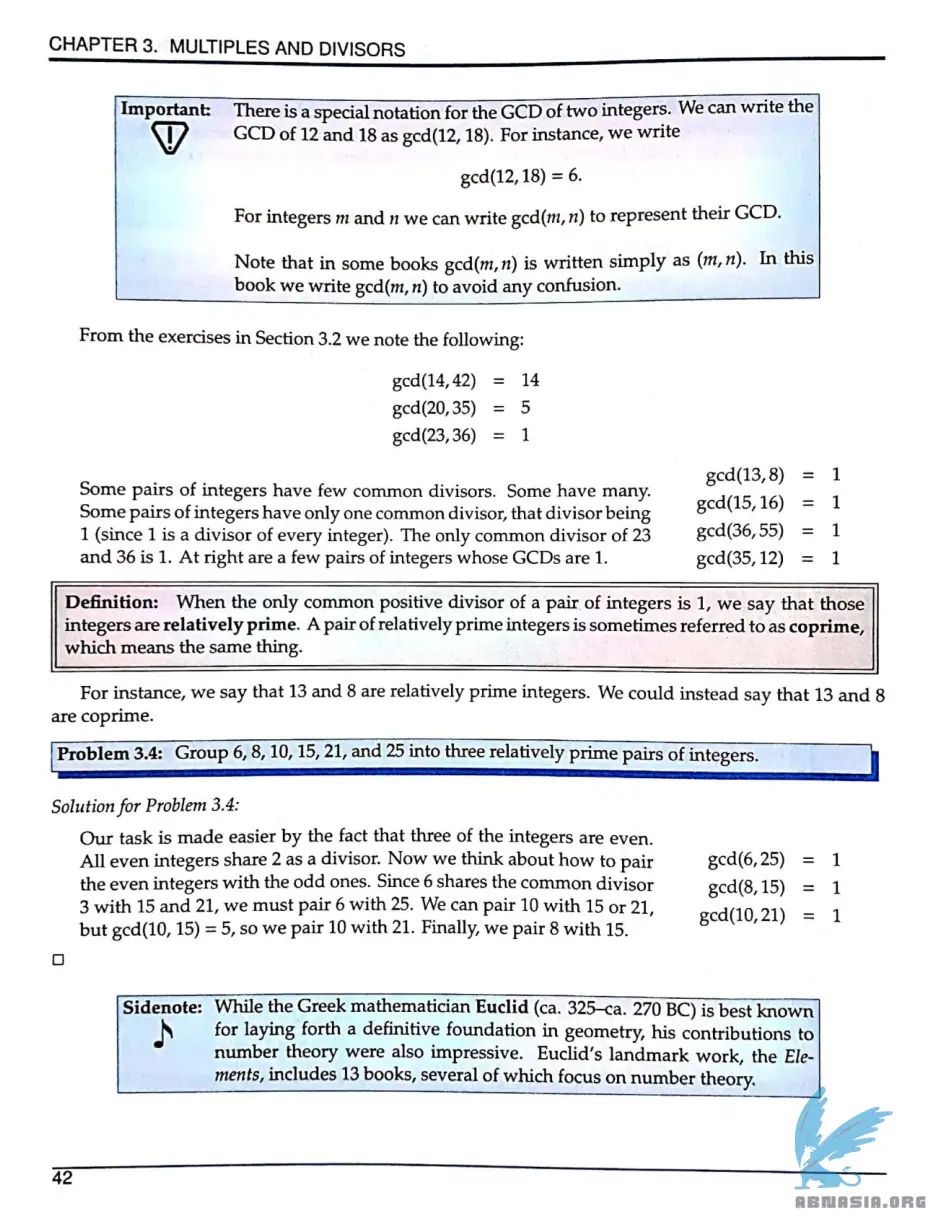 CHAPTER 3. MULTIPLES AND DIVISORS
Important: There is a special notation for the GCD of two integers. We can write the
GCD of 12 and 18 as gcd(12, 18). For instance, we write
gcd(12,18) = 6.
For integers m and n we can write gcd(m, n) to represent their GCD.
Note that in some books gcd(m, n) is written simply as (m, n). In this
book we write gcd(m, n) to avoid any confusion.
From the exercises in Section 3.2 we note the following:
gcd(14,42) = 14
gcd(20,35) = 5
gcd(23,36) = 1
Some pairs of integers have few common divisors. Some have many.
Some pairs of integers have only one common divisor, that divisor being
1 (since 1 is a divisor of every integer). The only common divisor of 23
and 36 is 1. At right are a few pairs of integers whose GCDs are 1.
gcd(13,8) = 1
gcd(15,16) = 1
gcd(36,55) = 1
gcd(35,12) = 1
Definition: When the only common positive divisor of a pair of integers is 1, we say that those
integers are relatively prime. A pair of relatively prime integers is sometimes referred to as coprime,
which means the same thing.
For instance, we say that 13 and 8 are relatively prime integers. We could instead say that 13 and 8
are coprime.
Problem 3.4: Group 6, 8, 10, 15, 21, and 25 into three relatively prime pairs of integers.
Solution for Problem 3.4:
Our task is made easier by the fact that three of the integers are even.
All even integers share 2 as a divisor. Now we think about how to pair
the even integers with the odd ones. Since 6 shares the common divisor
3 with 15 and 21, we must pair 6 with 25. We can pair 10 with 15 or 21,
but gcd(10, 15) = 5, so we pair 10 with 21. Finally, we pair 8 with 15.
gcd(6,25) = 1
gcd(8,15) = 1
gcd(10,21) = 1
□
Sidenote: While the Greek mathematician Euclid (ca. 325–ca. 270 BC) is best known
for laying forth a definitive foundation in geometry, his contributions to
number theory were also impressive. Euclid's landmark work, the Ele-
ments, includes 13 books, several of which focus on number theory.
42
ABNASIA.ORG